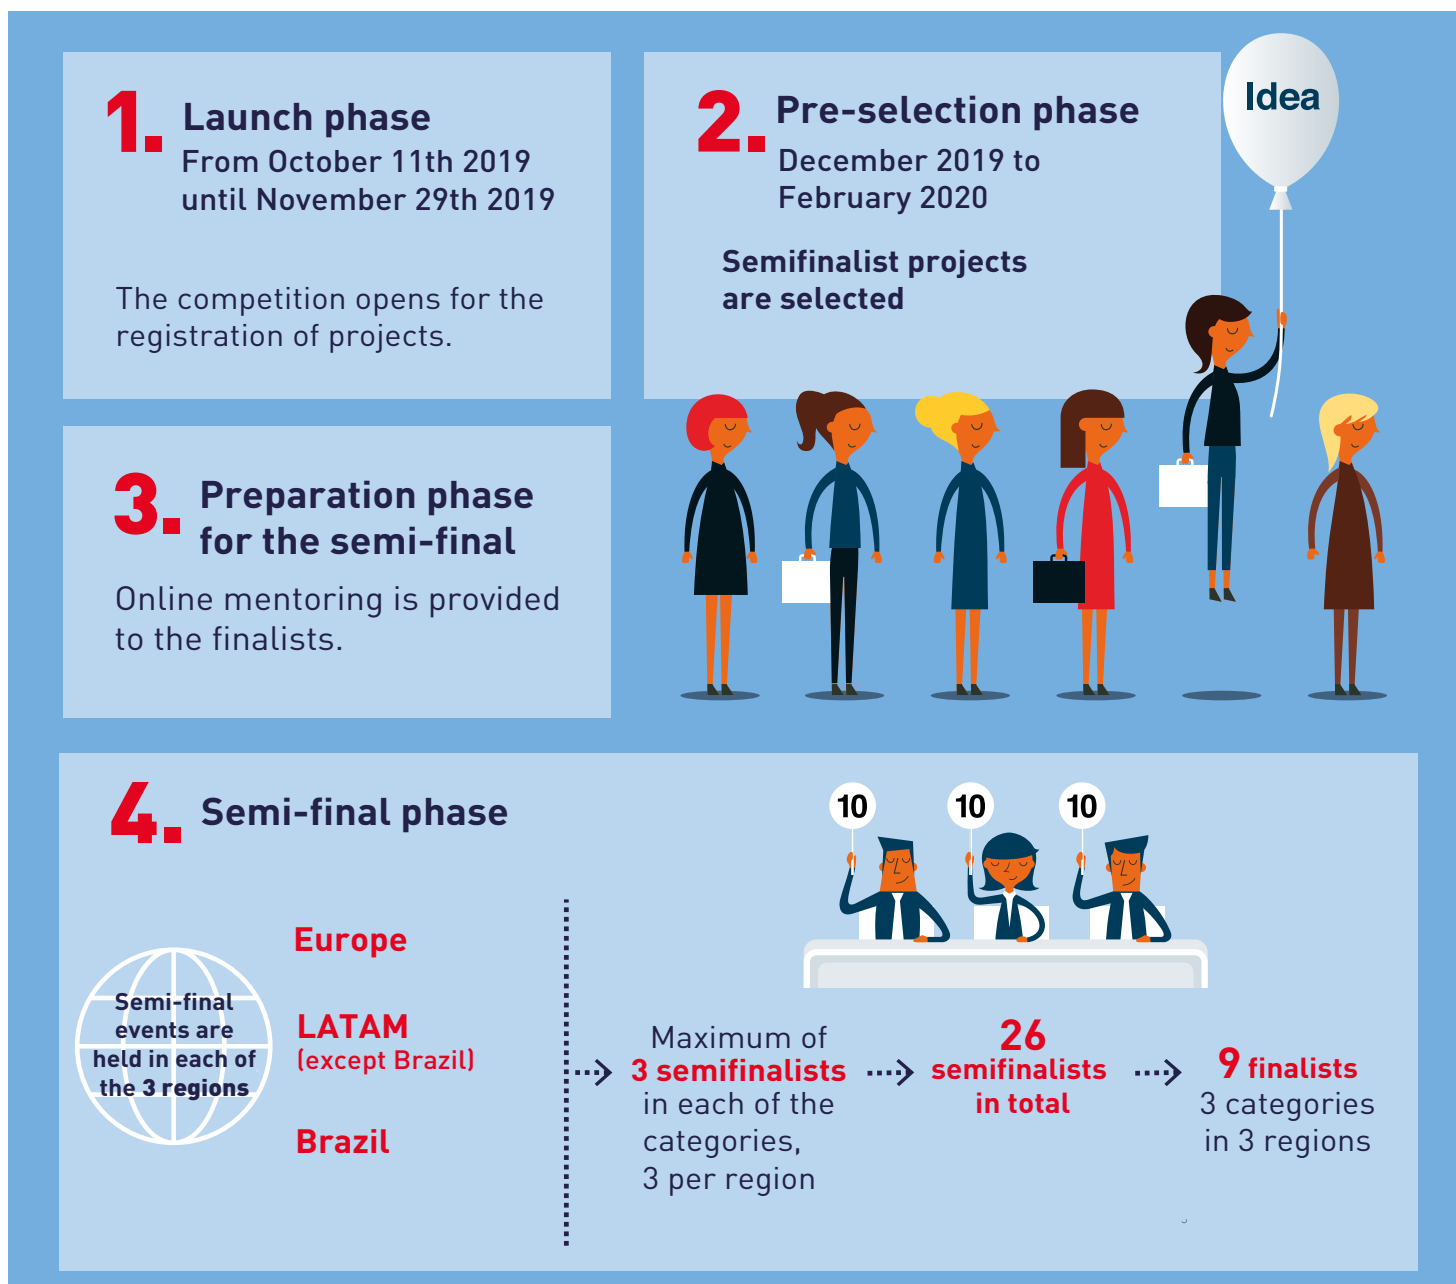 1. Launch phase
From October 11th 2019
until November 29th 2019
The competition opens for the
registration of projects.
2. Pre-selection phase
December 2019 to
February 2020
Semifinalist projects
are selected
Idea
3. Preparation phase
for the semi-final
Online mentoring is provided
to the finalists.
4. Semi-final phase
10 10 10
Semi-final
events are
held in each of
the 3 regions
Europe
LATAM
(except Brazil)
Brazil
Maximum of
3 semifinalists
in each of the
categories,
3 per region
26
semifinalists
in total
9 finalists
3 categories
in 3 regions